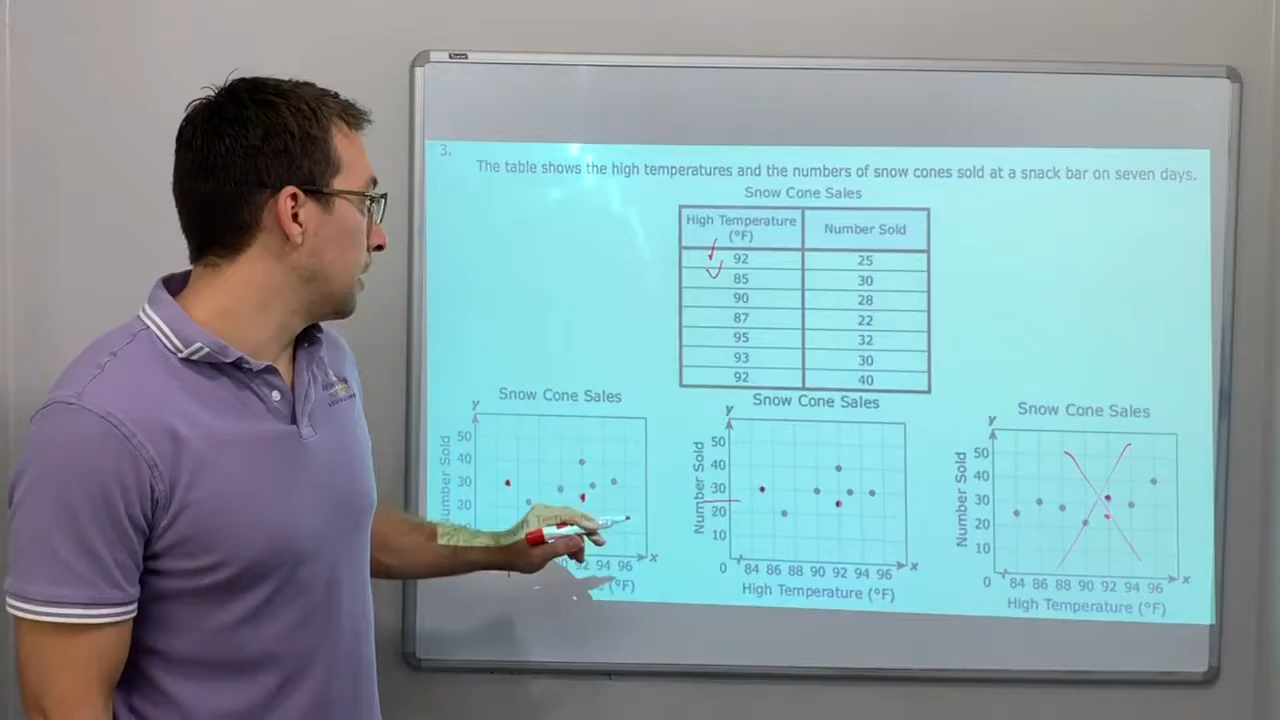 3.
The table shows the high temperatures and the numbers of snow cones sold at a snack bar on seven days.
Snow Cone Sales
High Temperature (°F) Number Sold
92 25
85 30
90 28
87 22
95 32
93 30
92 40
Snow Cone Sales
y
Number Sold
50
40
30
20
x
92 94 96
(°F)
Snow Cone Sales
y
Number Sold
50
40
30
20
10
0 84 86 88 90 92 94 96 x
High Temperature (°F)
Snow Cone Sales
y
Number Sold
50
40
30
20
10
0 84 86 88 90 92 94 96 x
High Temperature (°F)